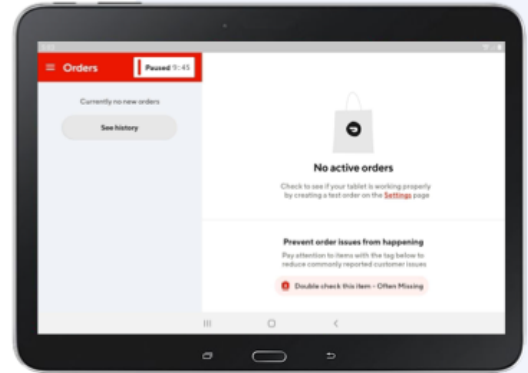 Orders
Paused 9:45
Currently no new orders
See history
No active orders
Check to see if your tablet is working properly
by creating a test order on the Settings page
Prevent order issues from happening
Pay attention to items with the tag below to
reduce commonly reported customer issues
Double check this item - Often Missing